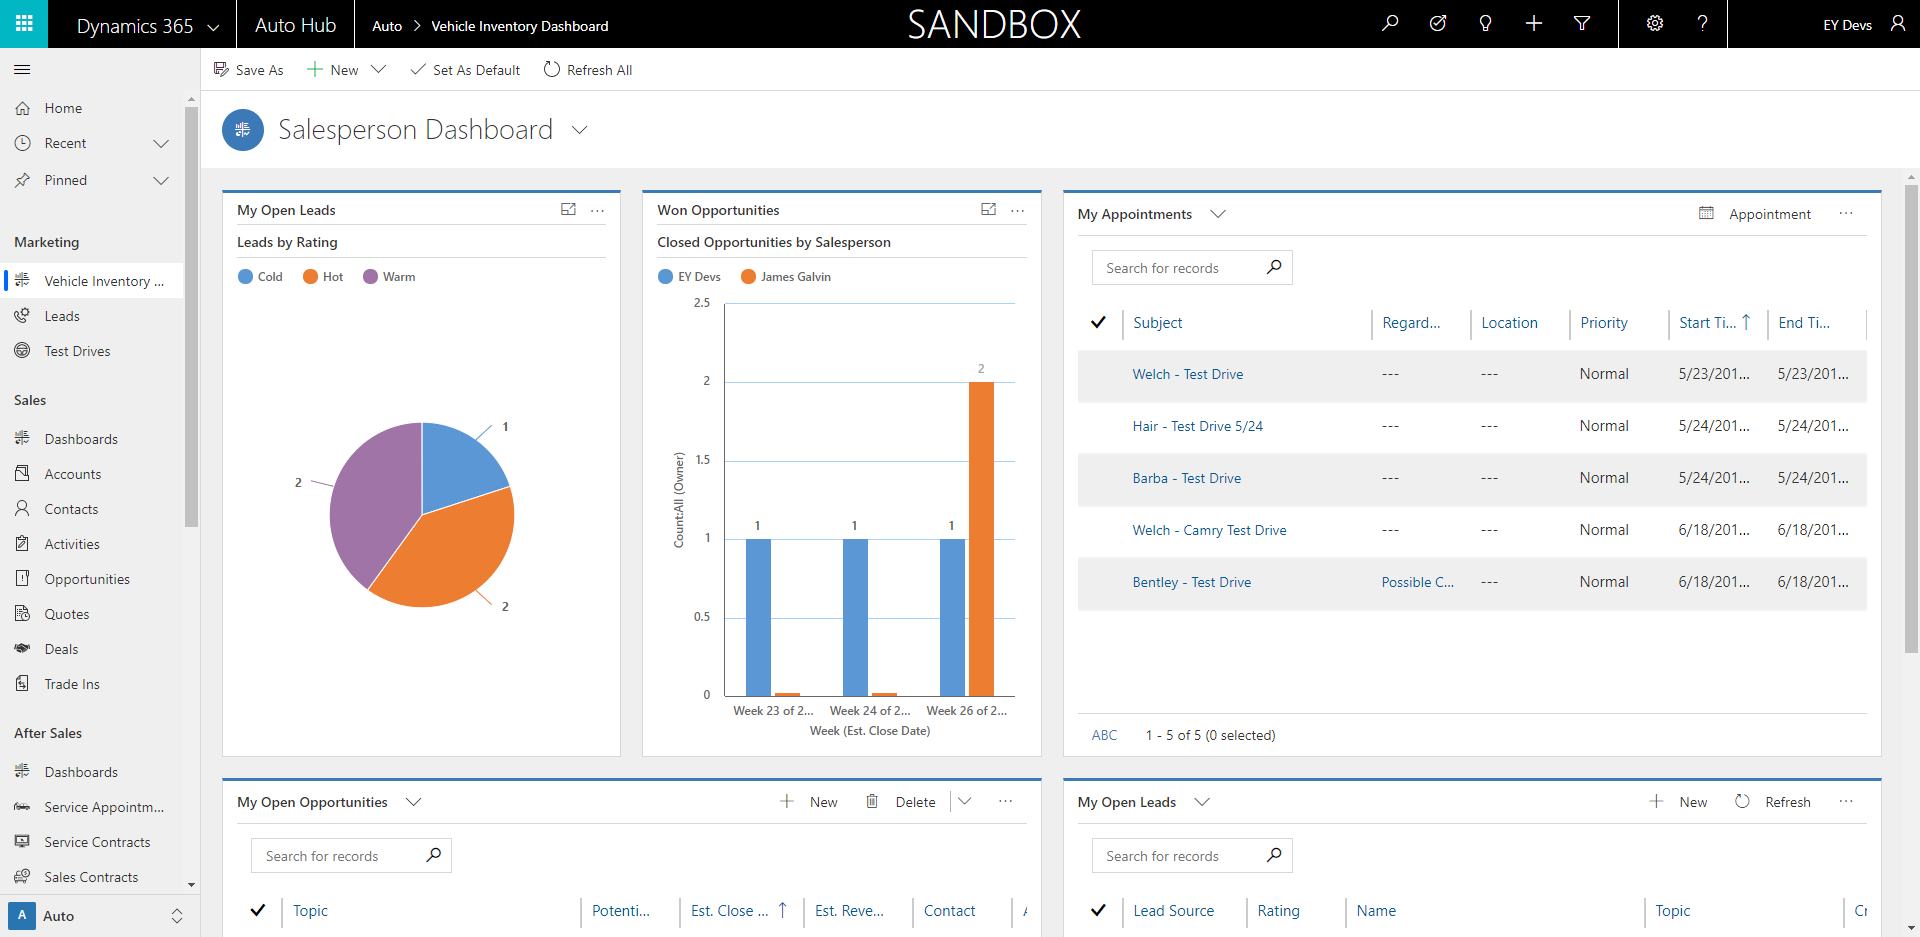 Dynamics 365
Auto Hub
Auto > Vehicle Inventory Dashboard
SANDBOX
EY Devs
Save As
New
Set As Default
Refresh All
Home
Recent
Pinned
Marketing
Vehicle Inventory ...
Leads
Test Drives
Sales
Dashboards
Accounts
Contacts
Activities
Opportunities
Quotes
Deals
Trade Ins
After Sales
Dashboards
Service Appointm...
Service Contracts
Sales Contracts
A Auto
Salesperson Dashboard
My Open Leads
...
Leads by Rating
Cold Hot Warm
1
2
2
Won Opportunities
...
Closed Opportunities by Salesperson
EY Devs James Galvin
2.5
2
1.5
1
0.5
0
Count:All (Owner)
1
1
1
2
Week 23 of 2... Week 24 of 2... Week 26 of 2...
Week (Est. Close Date)
My Appointments
Appointment
...
Search for records
Subject Regard... Location Priority Start Ti... End Ti...
Welch - Test Drive --- --- Normal 5/23/201... 5/23/201...
Hair - Test Drive 5/24 --- --- Normal 5/24/201... 5/24/201...
Barba - Test Drive --- --- Normal 5/24/201... 5/24/201...
Welch - Camry Test Drive --- --- Normal 6/18/201... 6/18/201...
Bentley - Test Drive Possible C... --- Normal 6/18/201... 6/18/201...
ABC 1 - 5 of 5 (0 selected)
My Open Opportunities
New
Delete
...
Search for records
Topic Potenti... Est. Close ... Est. Reve... Contact
My Open Leads
New
Refresh
...
Search for records
Lead Source Rating Name Topic